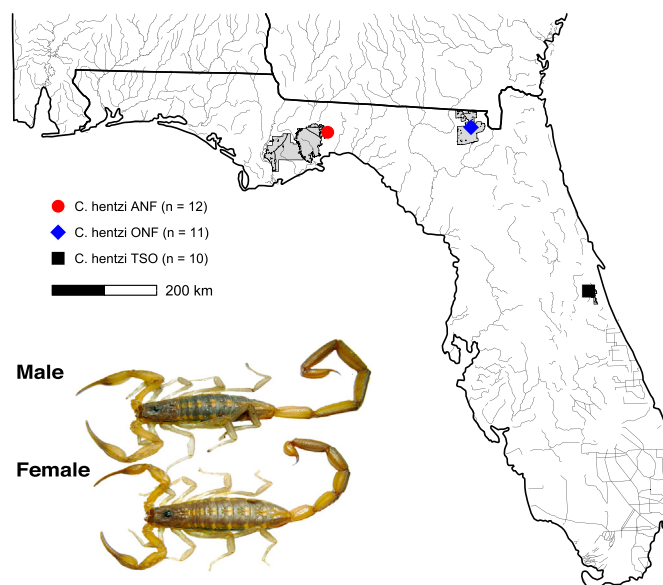 C. hentzi ANF (n = 12)
C. hentzi ONF (n = 11)
C. hentzi TSO (n = 10)
200 km
Male
Female